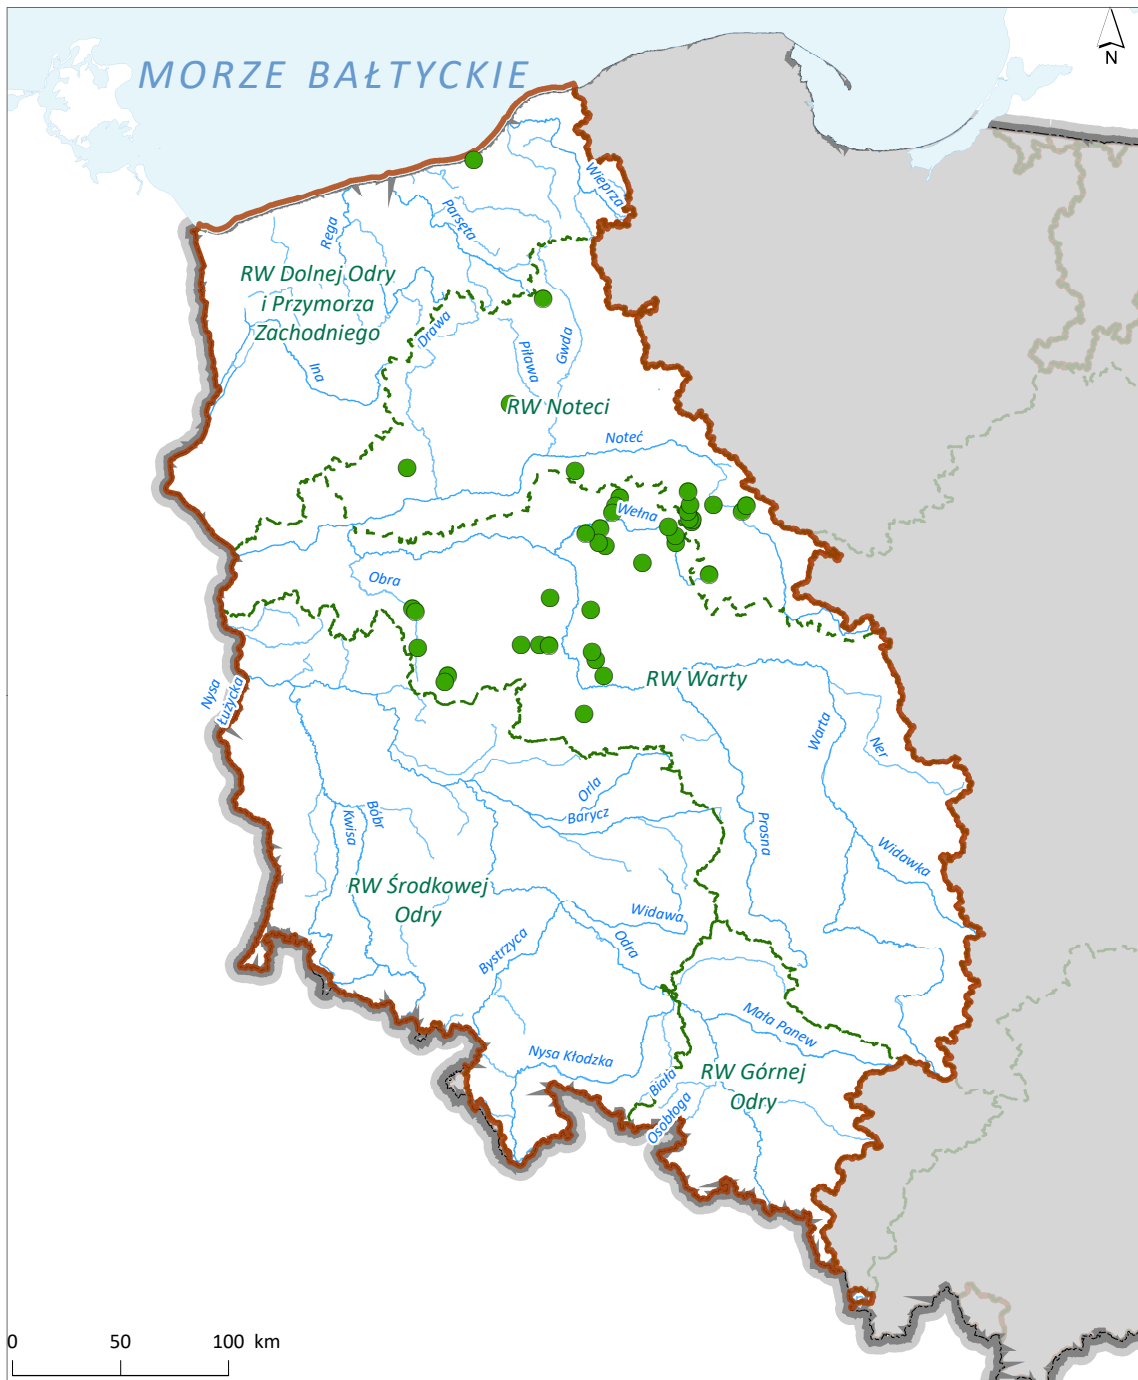 N
MORZE BAŁTYCKIE
Wieprza
Parsęta
Rega
RW Dolnej Odry
i Przymorza
Zachodniego
Drawa
Gwda
Piława
Ina
RW Noteci
Noteć
Wełna
Obra
RW Warty
Nysa
Łużycka
Warta
Ner
Orla
Barycz
Prosna
Bóbr
Kwisa
Widawka
RW Środkowej
Odry
Widawa
Odra
Bystrzyca
Mała Panew
Nysa Kłodzka
RW Górnej
Odry
Biała
Osobłoga
0 50 100 km